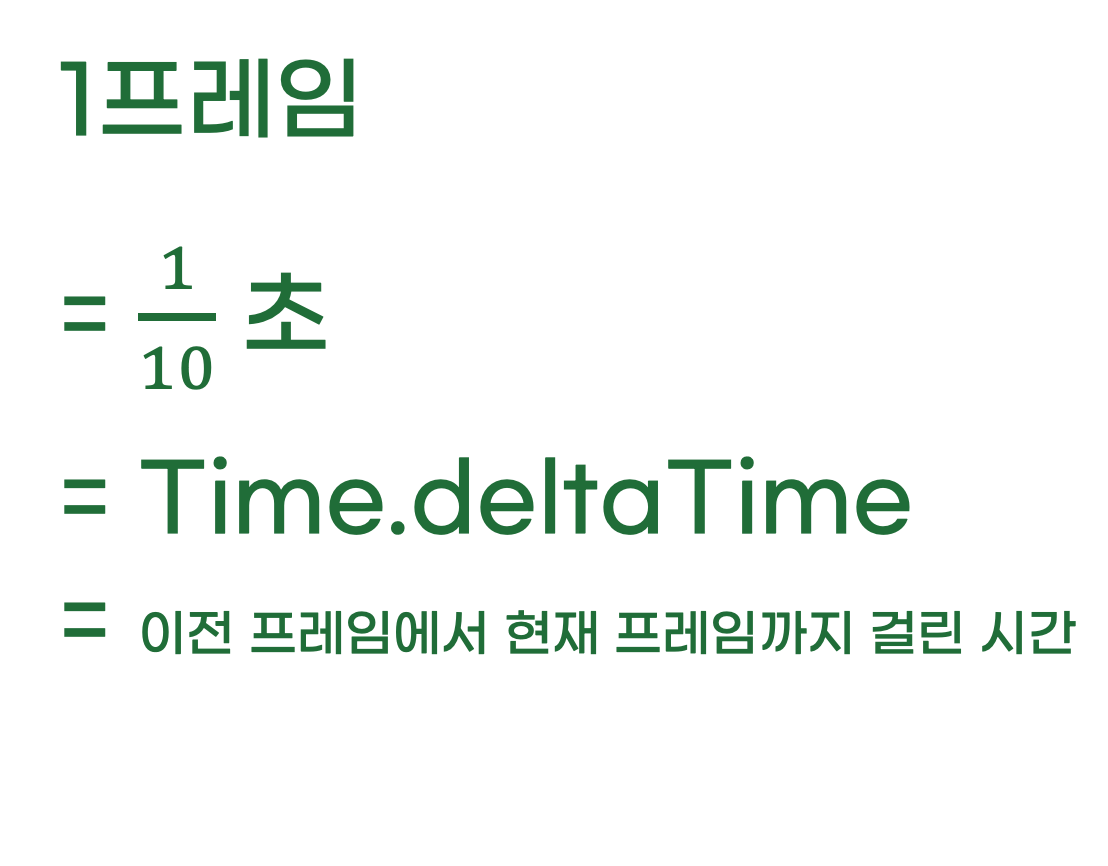 1프레임
= 1/10 초
= Time.deltaTime
= 이전 프레임에서 현재 프레임까지 걸린 시간